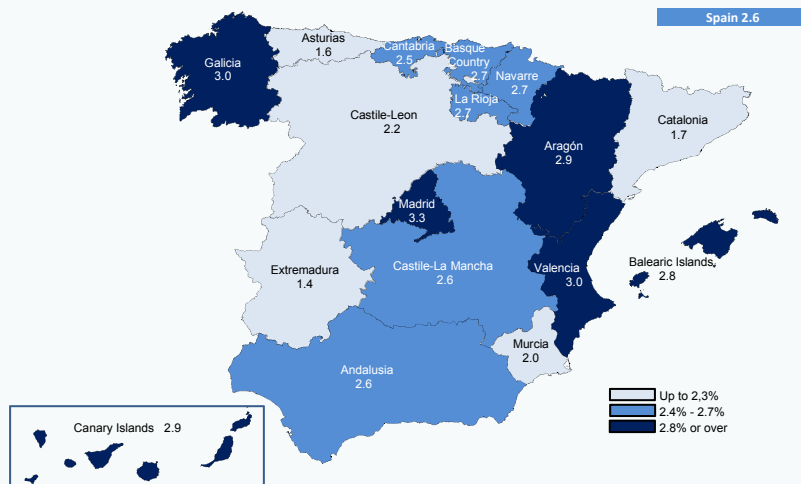 Spain 2.6
Asturias
1.6
Cantabria
2.5
Basque
Country
2.7
Galicia
3.0
Navarre
2.7
La Rioja
2.7
Castile-Leon
2.2
Catalonia
1.7
Aragón
2.9
Madrid
3.3
Extremadura
1.4
Castile-La Mancha
2.6
Valencia
3.0
Balearic Islands
2.8
Murcia
2.0
Andalusia
2.6
Canary Islands 2.9
Up to 2,3%
2.4% - 2.7%
2.8% or over